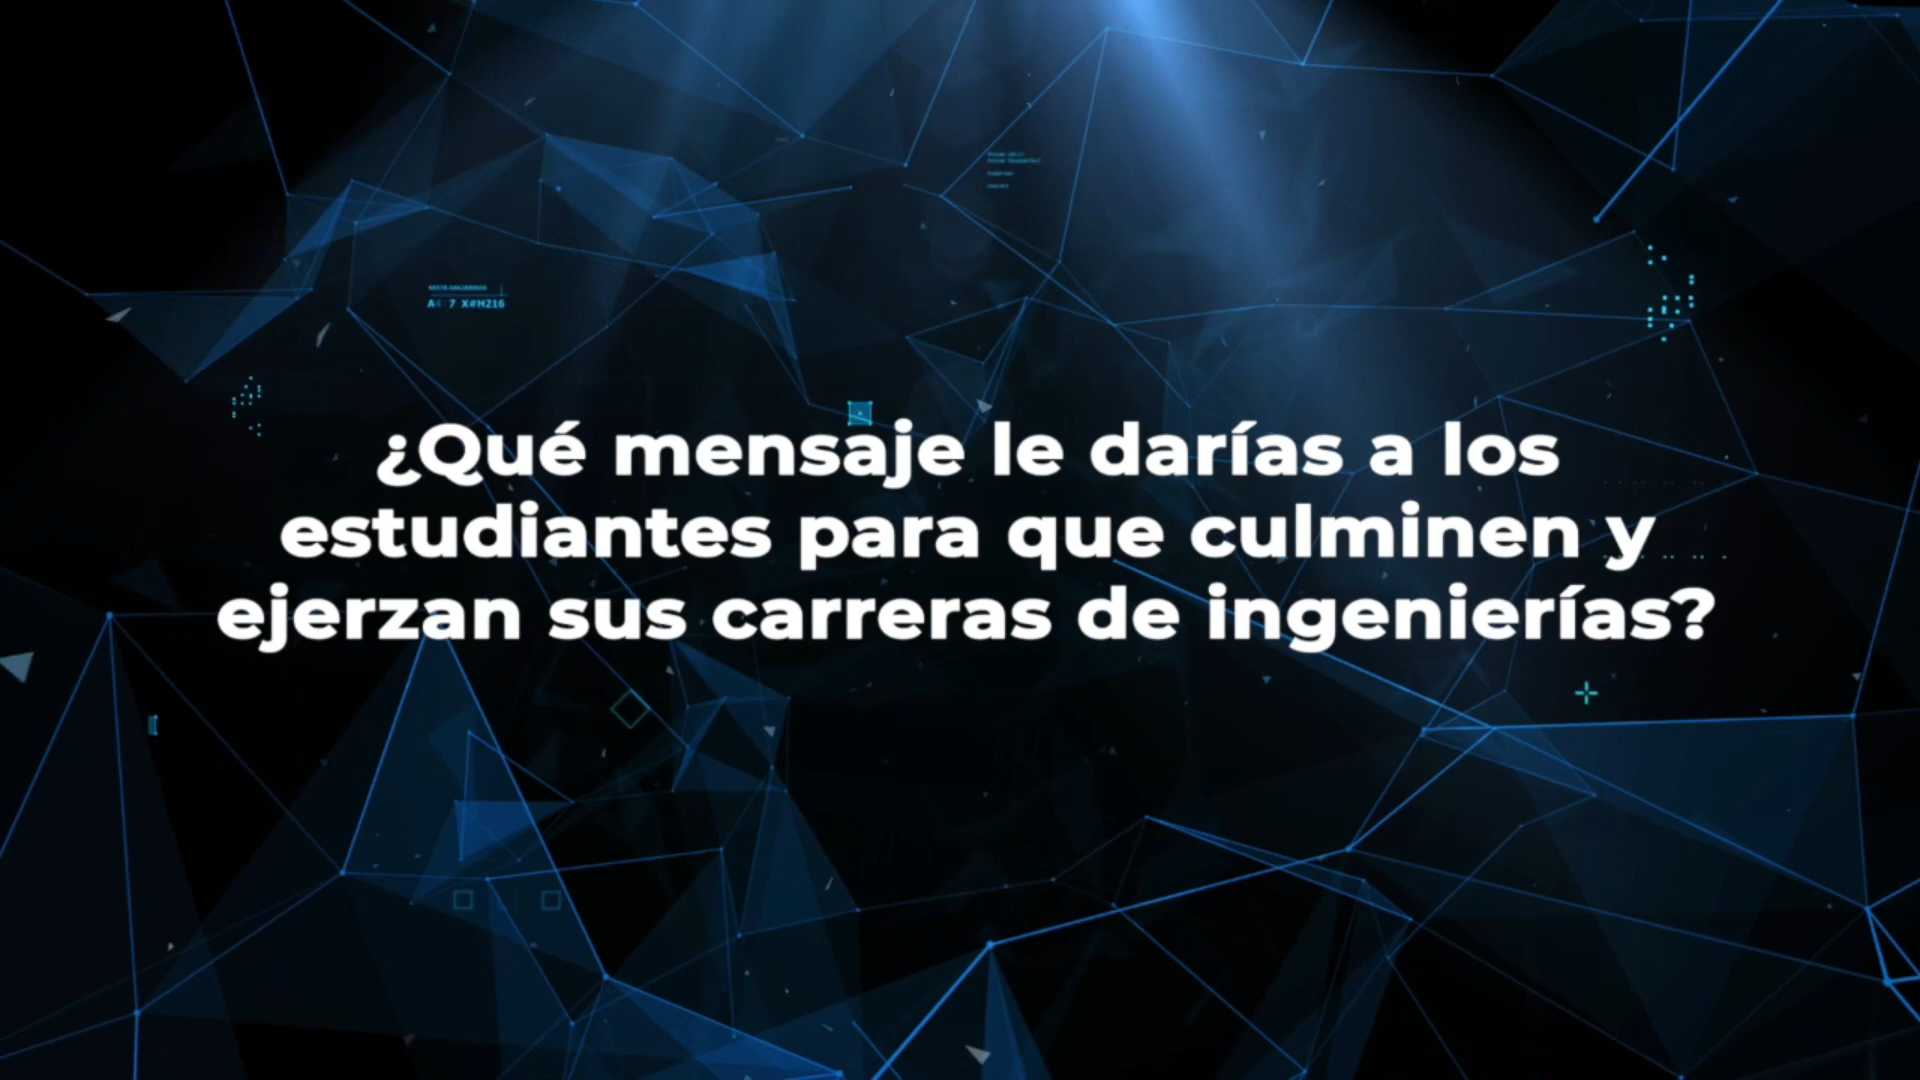 ¿Qué mensaje le darías a los
estudiantes para que culminen y
ejerzan sus carreras de ingenierías?